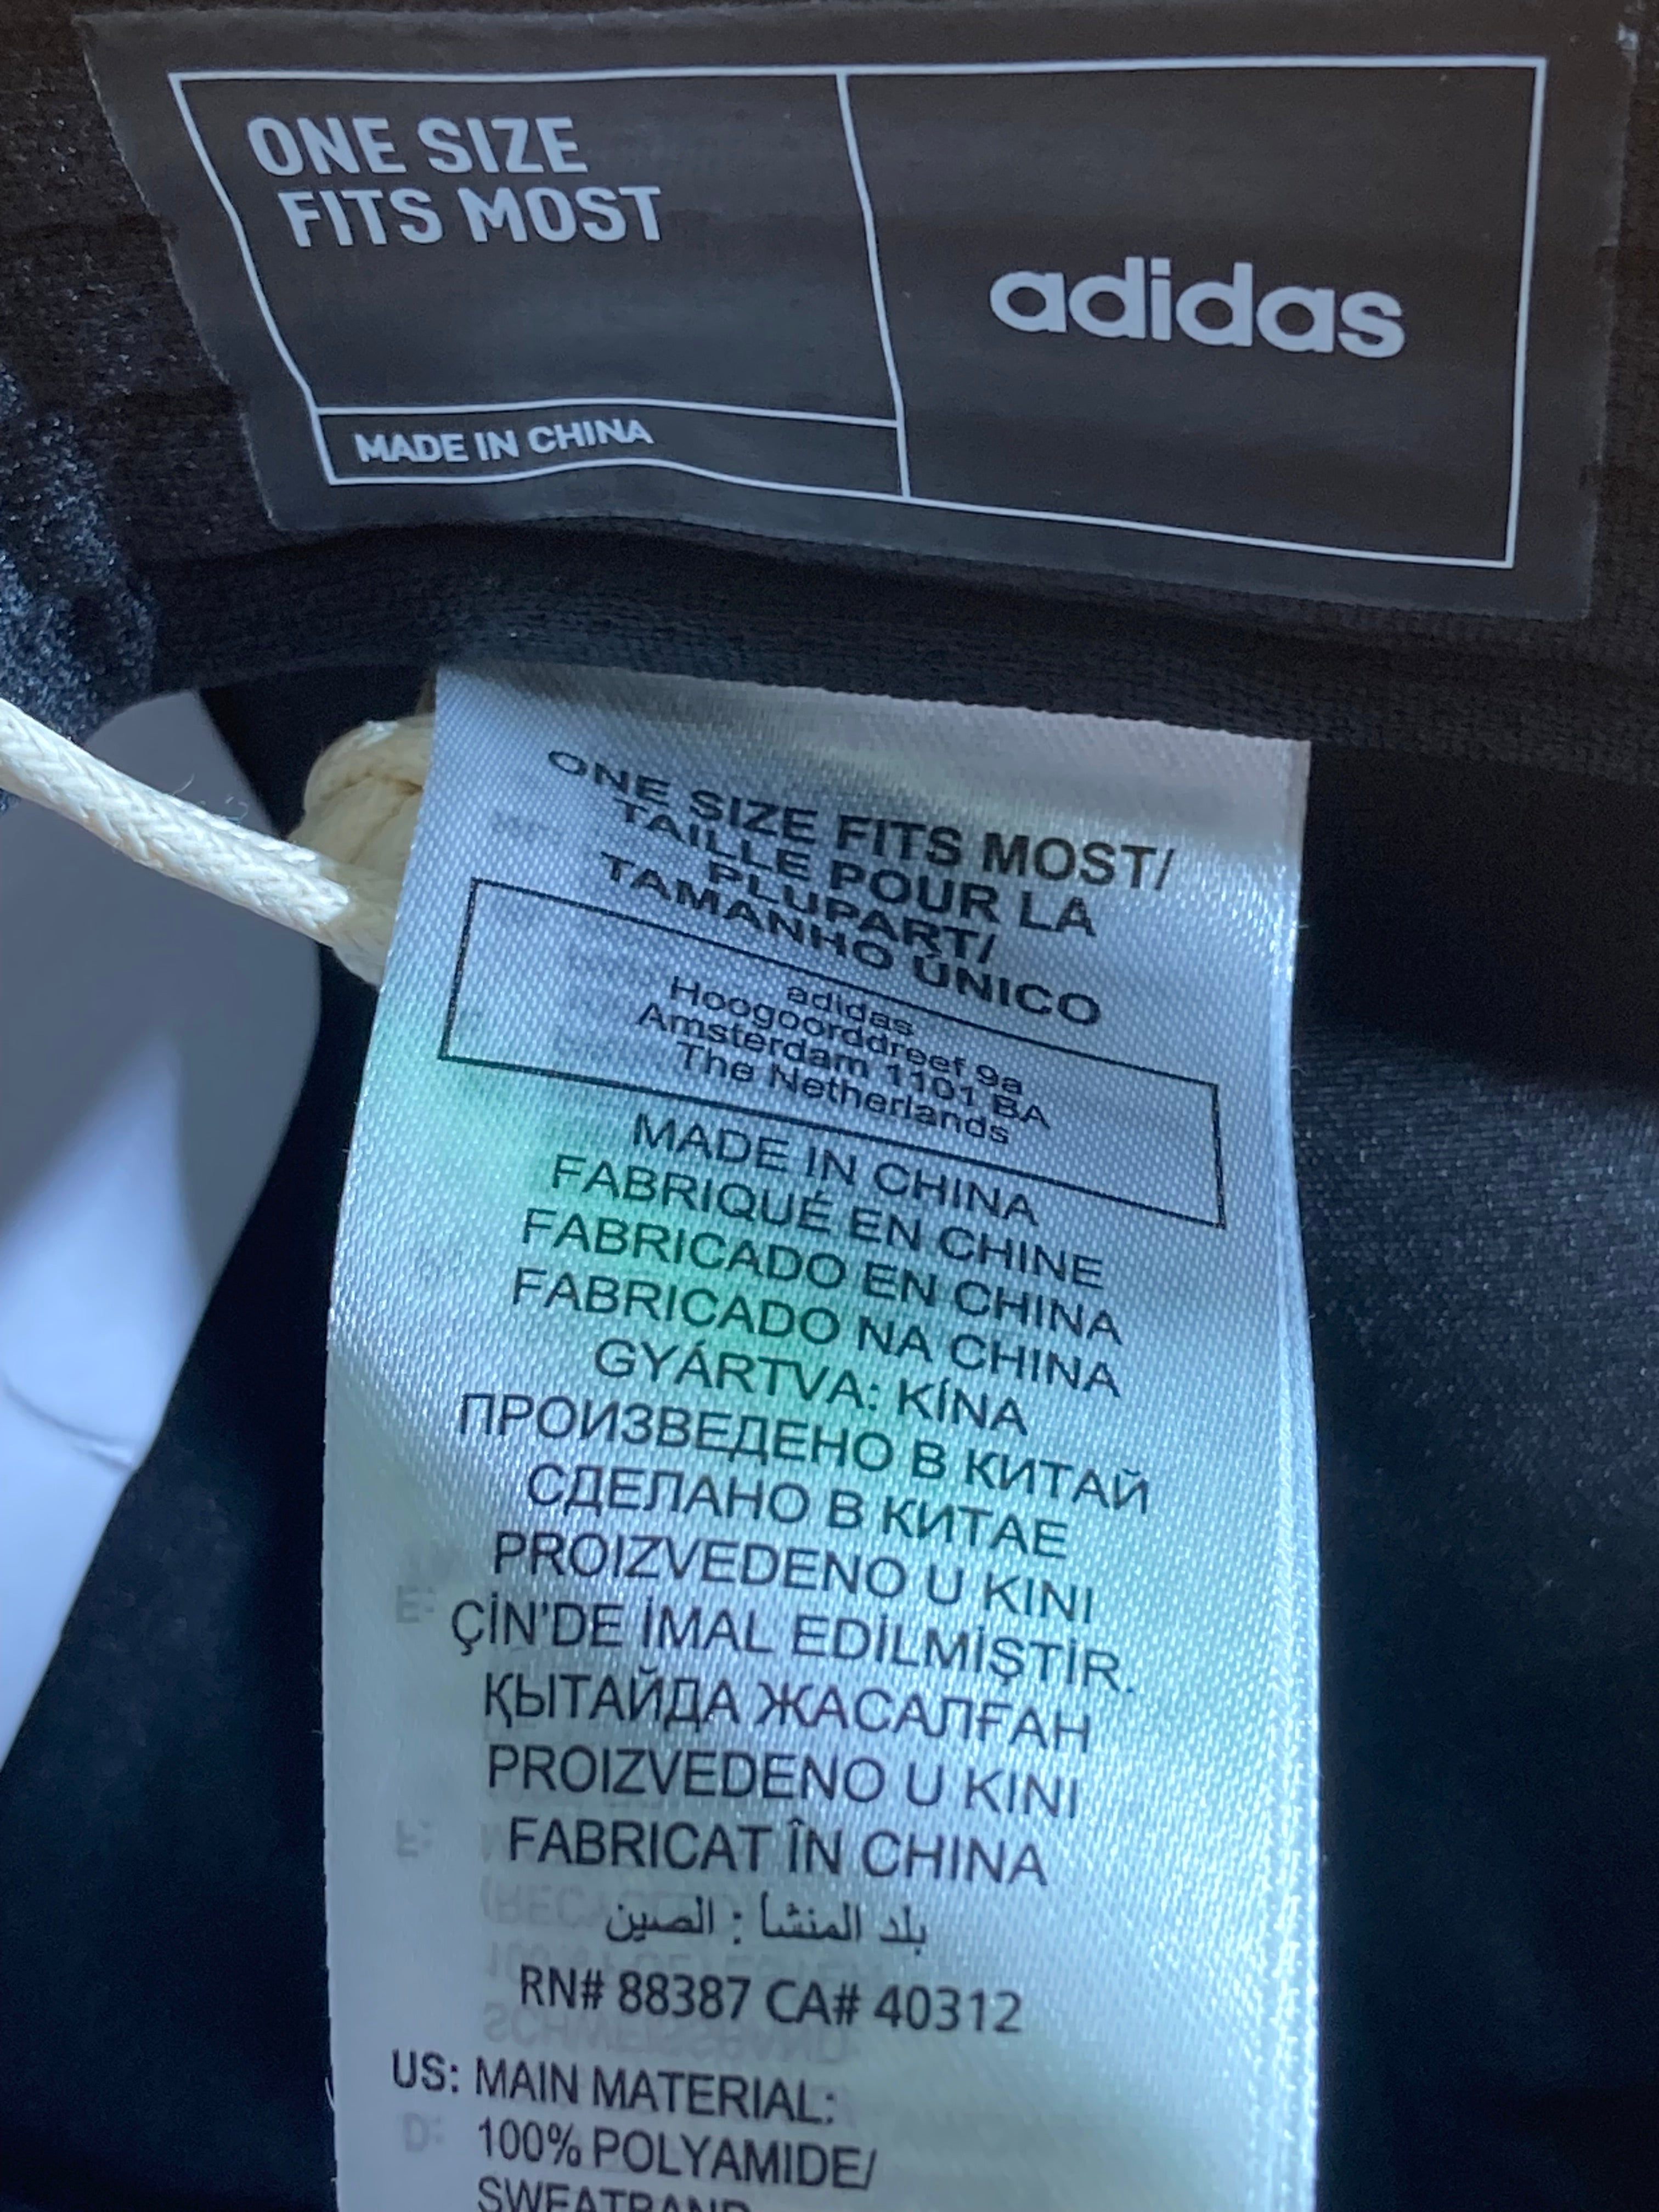 ONE SIZE
FITS MOST
adidas
MADE IN CHINA
ONE SIZE FITS MOST/
TAILLE POUR LA
PLUPART/
TAMANHO ÚNICO
adidas
Hoogoorddreef 9a
Amsterdam 1101 BA
The Netherlands
MADE IN CHINA
FABRIQUÉ EN CHINE
FABRICADO EN CHINA
FABRICADO NA CHINA
GYÁRTVA: KÍNA
ПРОИЗВЕДЕНО В КИТАЙ
СДЕЛАНО В КИТАЕ
PROIZVEDENO U KINI
ÇİN'DE İMAL EDİLMİŞTİR.
ҚЫТАЙДА ЖАСАЛҒАН
PROIZVEDENO U KINI
FABRICAT ÎN CHINA
بلد المنشأ : الصين
RN# 88387 CA# 40312
US: MAIN MATERIAL:
100% POLYAMIDE/
SWEATBAND